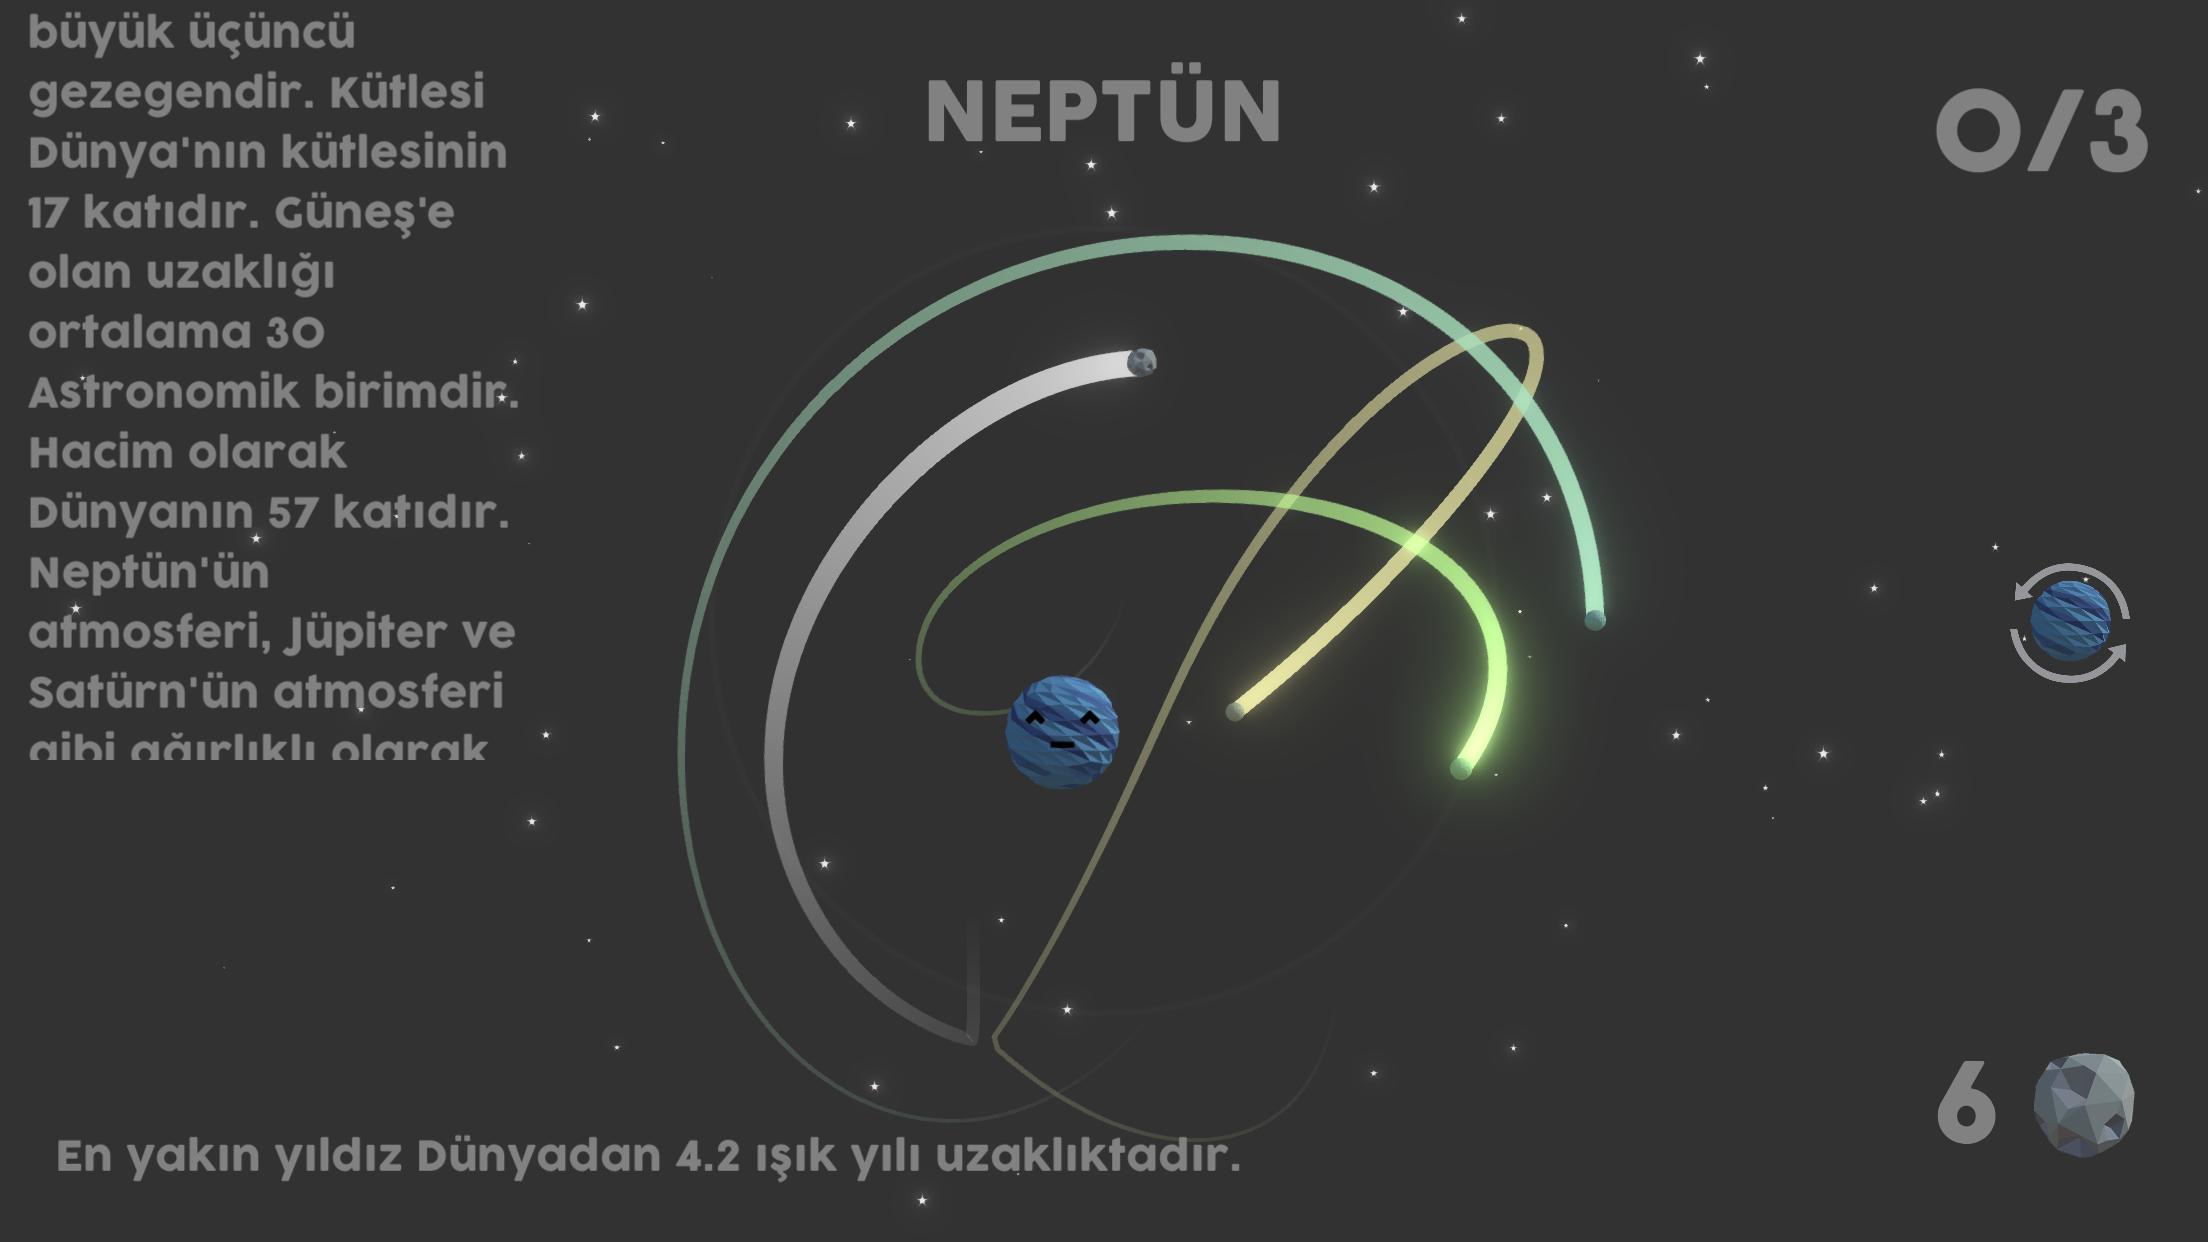 büyük üçüncü
gezegendir. Kütlesi
Dünya'nın kütlesinin
17 katıdır. Güneş'e
olan uzaklığı
ortalama 30
Astronomik birimdir.
Hacim olarak
Dünyanın 57 katıdır.
Neptün'ün
atmosferi, Jüpiter ve
Satürn'ün atmosferi
gibi ağırlıklı olarak
NEPTÜN
0/3
6
En yakın yıldız Dünyadan 4.2 ışık yılı uzaklıktadır.